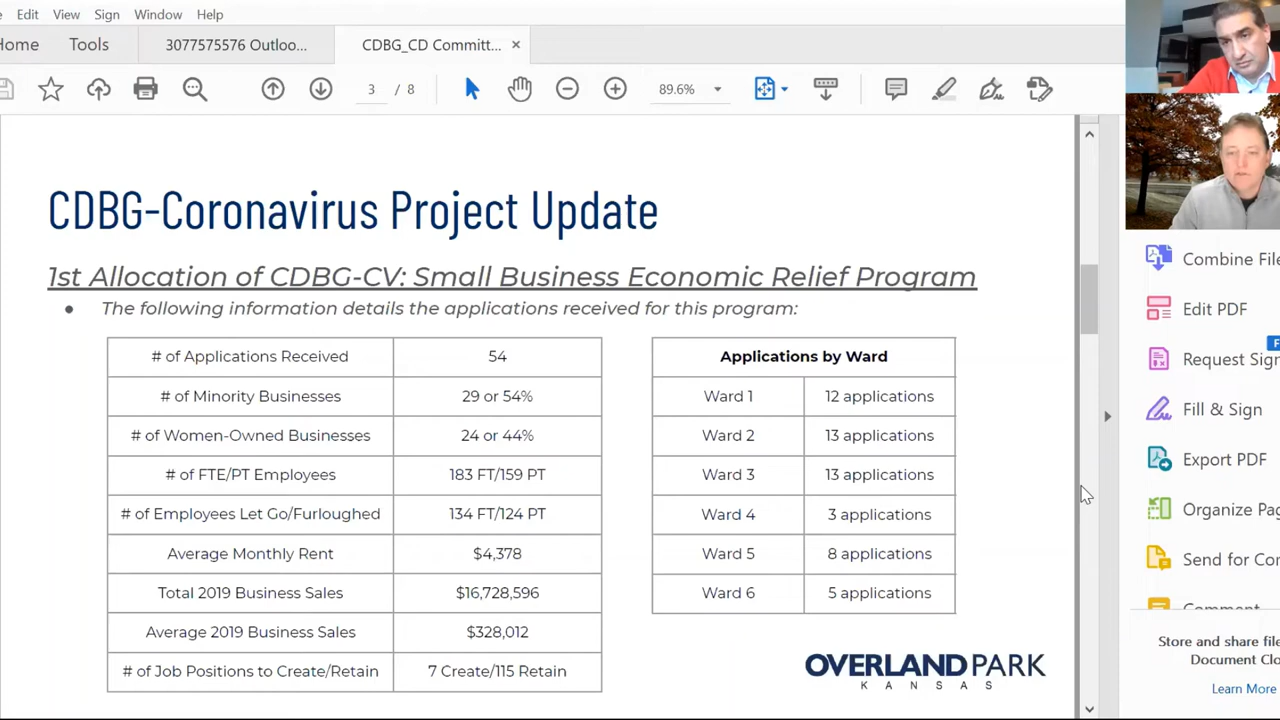 Edit View Sign Window Help
Home Tools 3077575576 Outloo... CDBG_CD Committ... ×
3 / 8 89.6%
CDBG-Coronavirus Project Update
1st Allocation of CDBG-CV: Small Business Economic Relief Program
• The following information details the applications received for this program:
# of Applications Received 54
# of Minority Businesses 29 or 54%
# of Women-Owned Businesses 24 or 44%
# of FTE/PT Employees 183 FT/159 PT
# of Employees Let Go/Furloughed 134 FT/124 PT
Average Monthly Rent $4,378
Total 2019 Business Sales $16,728,596
Average 2019 Business Sales $328,012
# of Job Positions to Create/Retain 7 Create/115 Retain
Applications by Ward
Ward 1 12 applications
Ward 2 13 applications
Ward 3 13 applications
Ward 4 3 applications
Ward 5 8 applications
Ward 6 5 applications
OVERLAND PARK
KANSAS
Combine File
Edit PDF
Request Sign
Fill & Sign
Export PDF
Organize Pag
Send for Co
Comment
Store and share file
Document Clo
Learn More